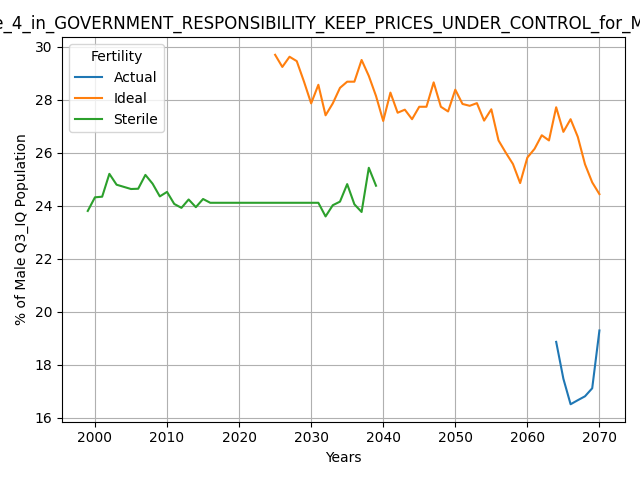 e_4_in_GOVERNMENT_RESPONSIBILITY_KEEP_PRICES_UNDER_CONTROL_for_M
Fertility
Actual
Ideal
Sterile
% of Male Q3_IQ Population
30
28
26
24
22
20
18
16
2000 2010 2020 2030 2040 2050 2060 2070
Years